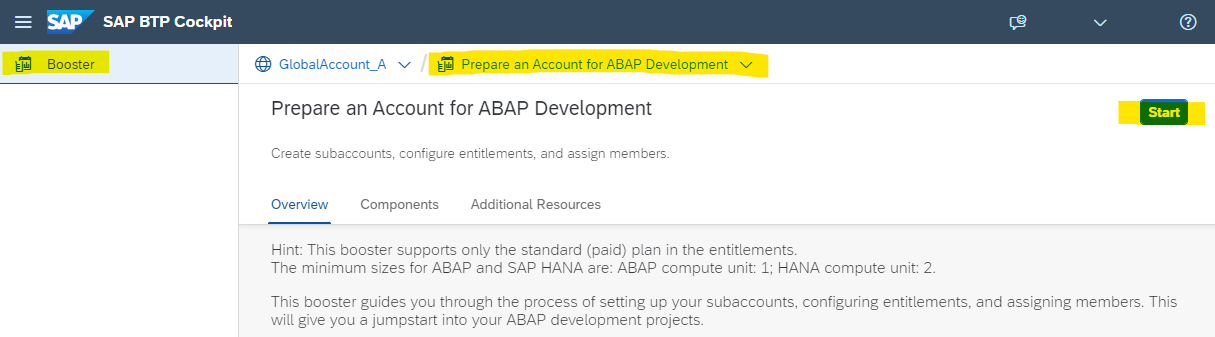 SAP SAP BTP Cockpit
Booster
GlobalAccount_A / Prepare an Account for ABAP Development
Prepare an Account for ABAP Development
Start
Create subaccounts, configure entitlements, and assign members.
Overview Components Additional Resources
Hint: This booster supports only the standard (paid) plan in the entitlements.
The minimum sizes for ABAP and SAP HANA are: ABAP compute unit: 1; HANA compute unit: 2.
This booster guides you through the process of setting up your subaccounts, configuring entitlements, and assigning members. This
will give you a jumpstart into your ABAP development projects.